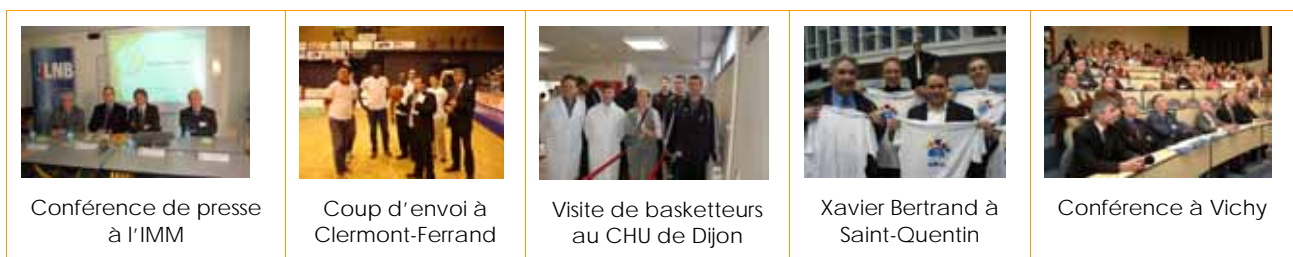 LNB
Conférence de presse
à l'IMM
Coup d'envoi à
Clermont-Ferrand
Visite de basketteurs
au CHU de Dijon
Xavier Bertrand à
Saint-Quentin
Conférence à Vichy